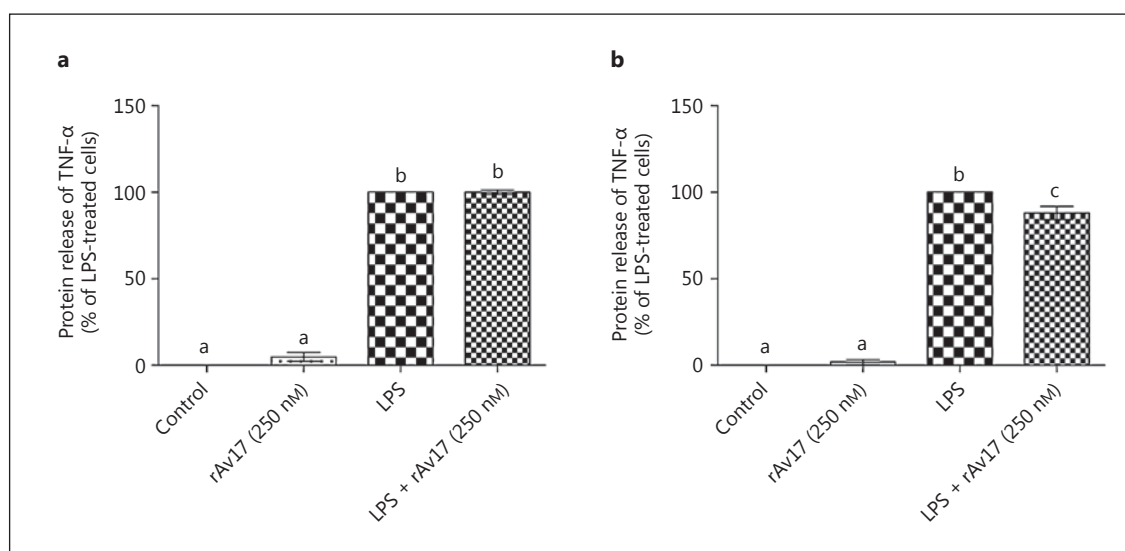 a
Protein release of TNF-α
(% of LPS-treated cells)
150
100
50
0
a
a
b
b
Control
rAv17 (250 nM)
LPS
LPS + rAv17 (250 nM)
b
Protein release of TNF-α
(% of LPS-treated cells)
150
100
50
0
a
a
b
c
Control
rAv17 (250 nM)
LPS
LPS + rAv17 (250 nM)